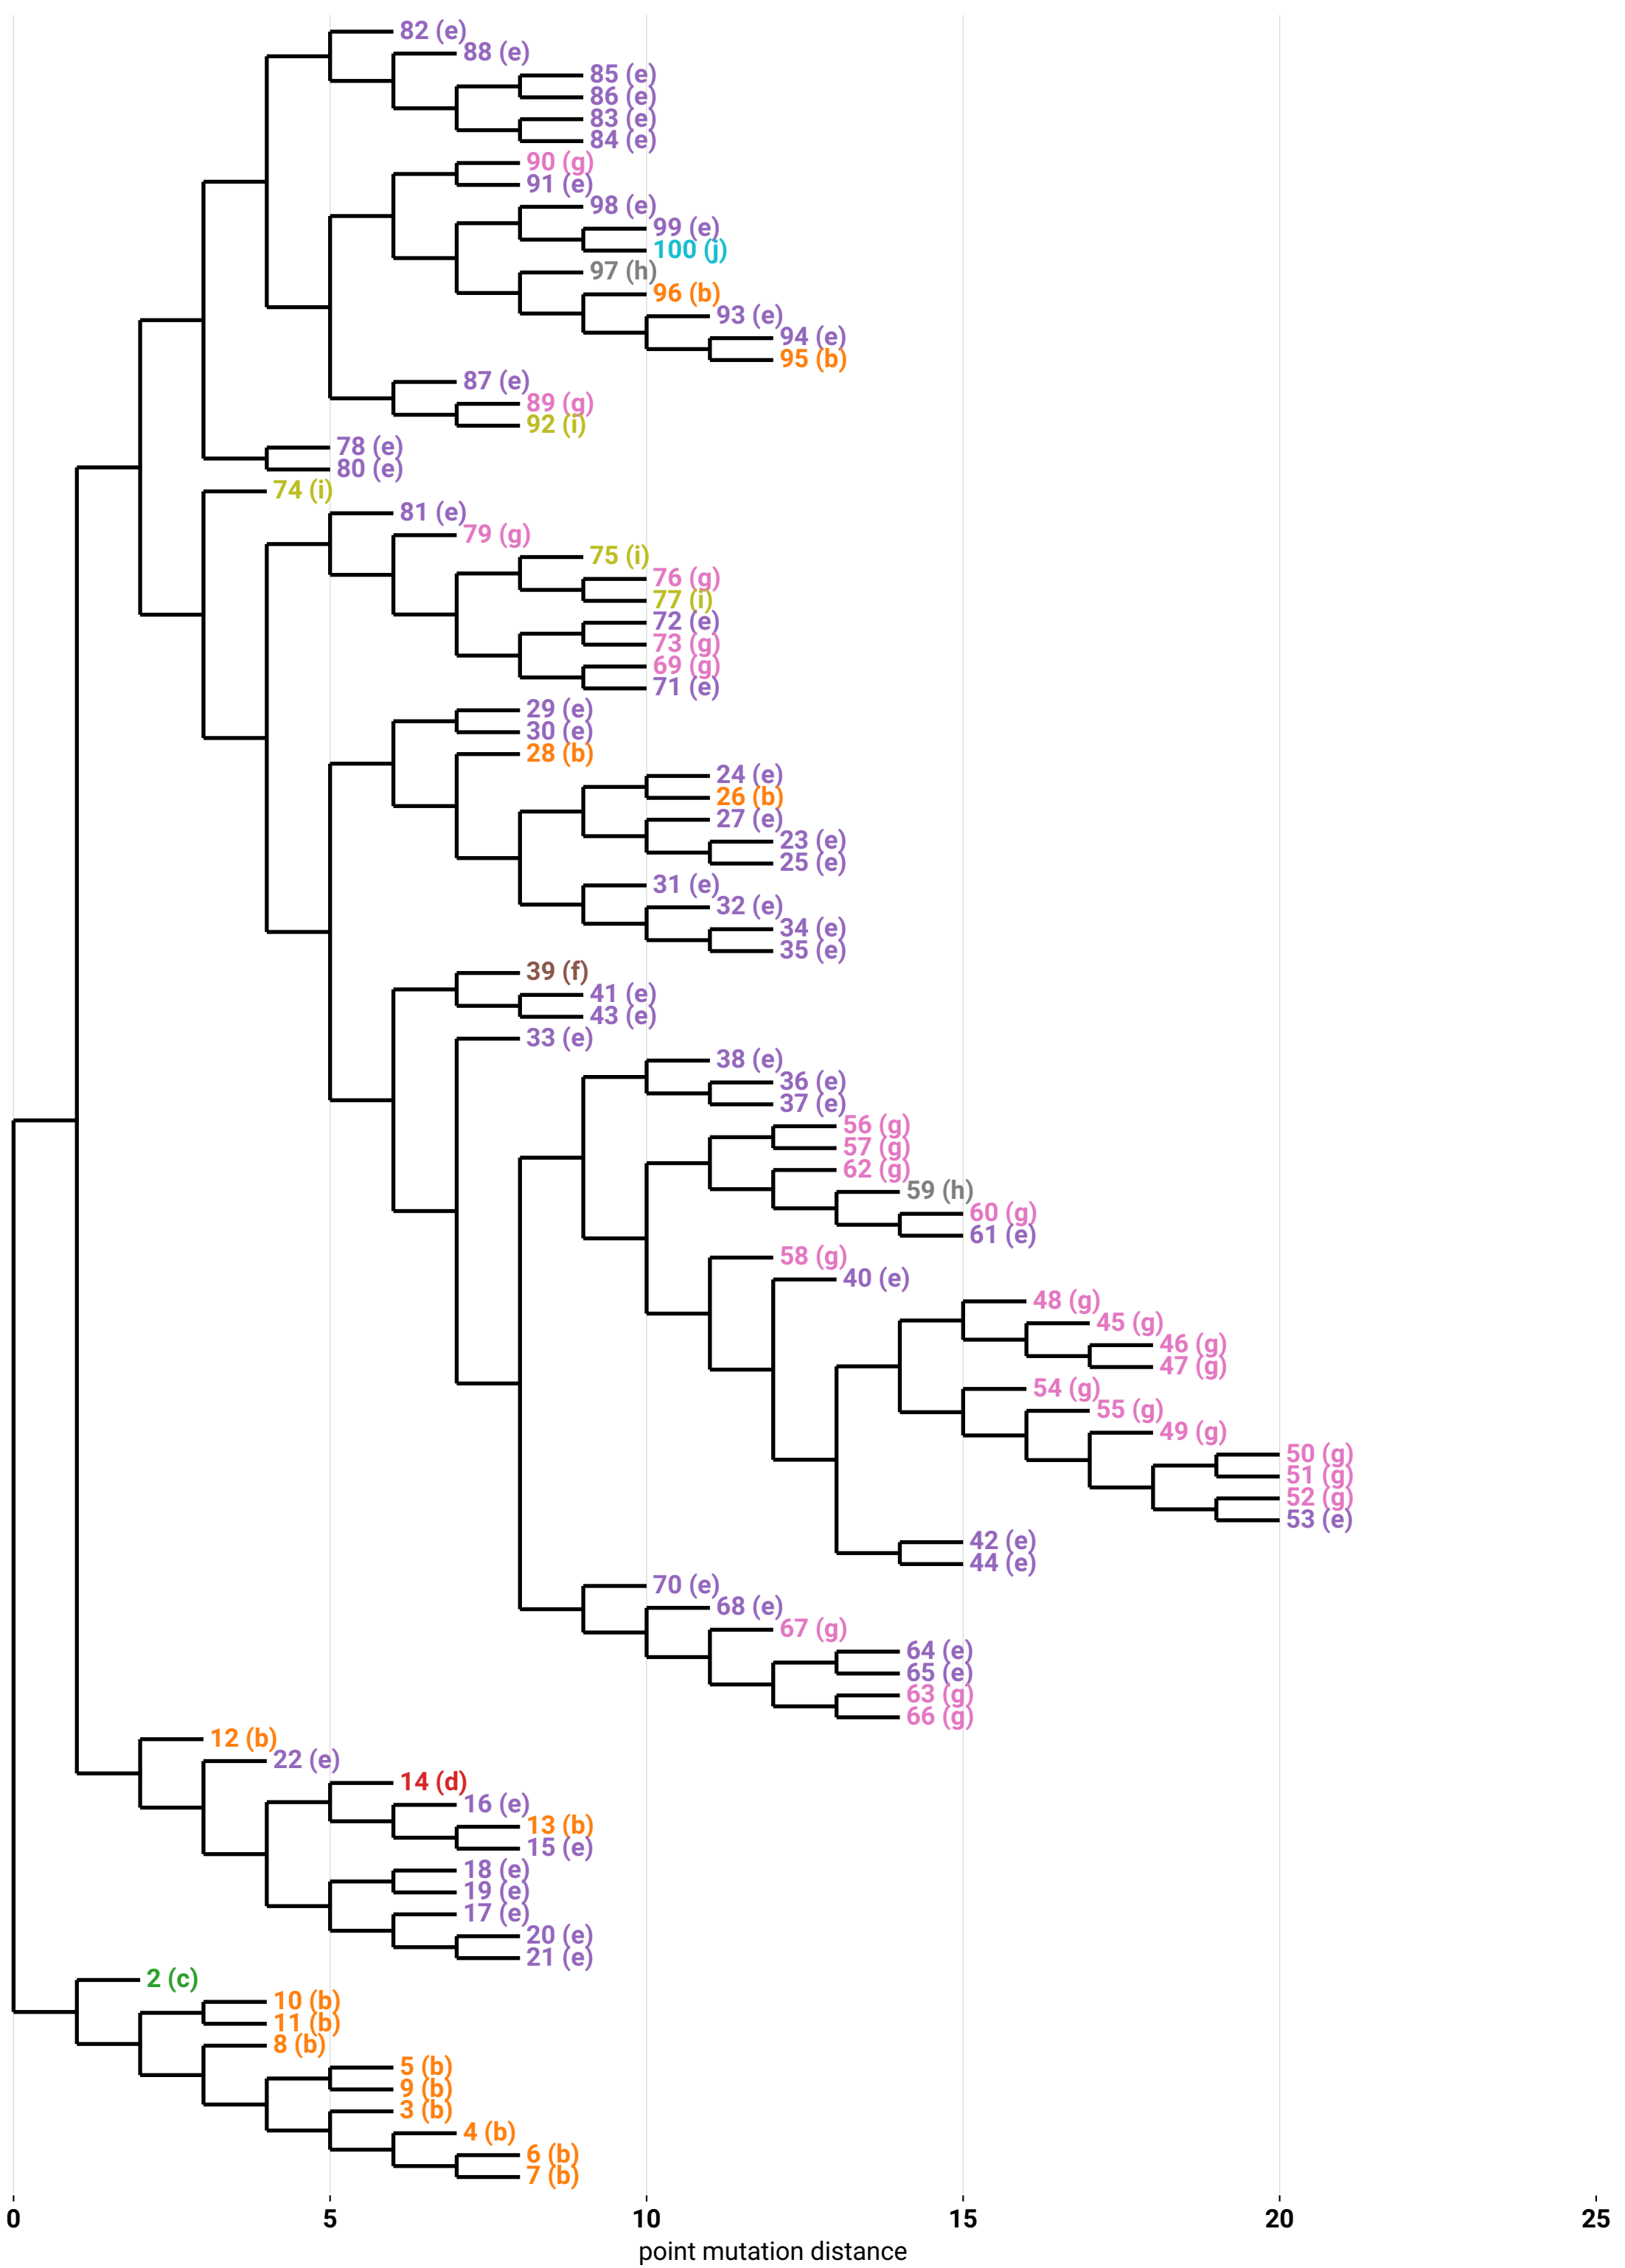 82 (e)
88 (e)
85 (e)
86 (e)
83 (e)
84 (e)
90 (g)
91 (e)
98 (e)
99 (e)
100 (j)
97 (h)
96 (b)
93 (e)
94 (e)
95 (b)
87 (e)
89 (g)
92 (i)
78 (e)
80 (e)
74 (i)
81 (e)
79 (g)
75 (i)
76 (g)
77 (i)
72 (e)
73 (g)
69 (g)
71 (e)
29 (e)
30 (e)
28 (b)
24 (e)
26 (b)
27 (e)
23 (e)
25 (e)
31 (e)
32 (e)
34 (e)
35 (e)
39 (f)
41 (e)
43 (e)
33 (e)
38 (e)
36 (e)
37 (e)
56 (g)
57 (g)
62 (g)
59 (h)
60 (g)
61 (e)
58 (g)
40 (e)
48 (g)
45 (g)
46 (g)
47 (g)
54 (g)
55 (g)
49 (g)
50 (g)
51 (g)
52 (g)
53 (e)
42 (e)
44 (e)
70 (e)
68 (e)
67 (g)
64 (e)
65 (e)
63 (g)
66 (g)
12 (b)
22 (e)
14 (d)
16 (e)
13 (b)
15 (e)
18 (e)
19 (e)
17 (e)
20 (e)
21 (e)
2 (c)
10 (b)
11 (b)
8 (b)
5 (b)
9 (b)
3 (b)
4 (b)
6 (b)
7 (b)
0 5 10 15 20 25
point mutation distance